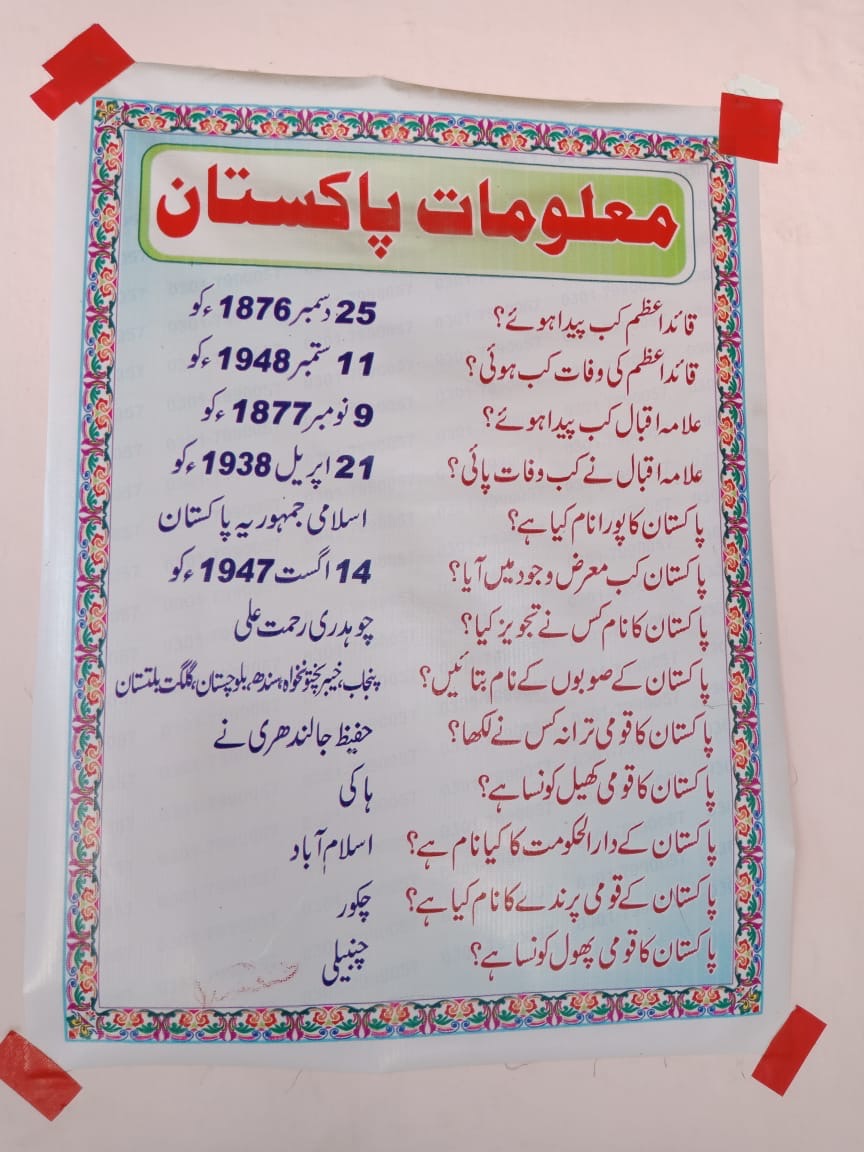 معلومات پاکستان
قائداعظم کب پیدا ہوئے؟ 25 دسمبر 1876ء کو
قائداعظم کی وفات کب ہوئی؟ 11 ستمبر 1948ء کو
علامہ اقبال کب پیدا ہوئے؟ 9 نومبر 1877ء کو
علامہ اقبال نے کب وفات پائی؟ 21 اپریل 1938ء کو
پاکستان کا پورا نام کیا ہے؟ اسلامی جمہوریہ پاکستان
پاکستان کب معرض وجود میں آیا؟ 14 اگست 1947ء کو
پاکستان کا نام کس نے تجویز کیا؟ چوہدری رحمت علی
پاکستان کے صوبوں کے نام بتائیں؟ پنجاب، خیبر پختونخواہ، سندھ، بلوچستان، گلگت بلتستان
پاکستان کا قومی ترانہ کس نے لکھا؟ حفیظ جالندھری نے
پاکستان کا قومی کھیل کونسا ہے؟ ہاکی
پاکستان کے دارالحکومت کا کیا نام ہے؟ اسلام آباد
پاکستان کے قومی پرندے کا نام کیا ہے؟ چکور
پاکستان کا قومی پھول کونسا ہے؟ چنبیلی